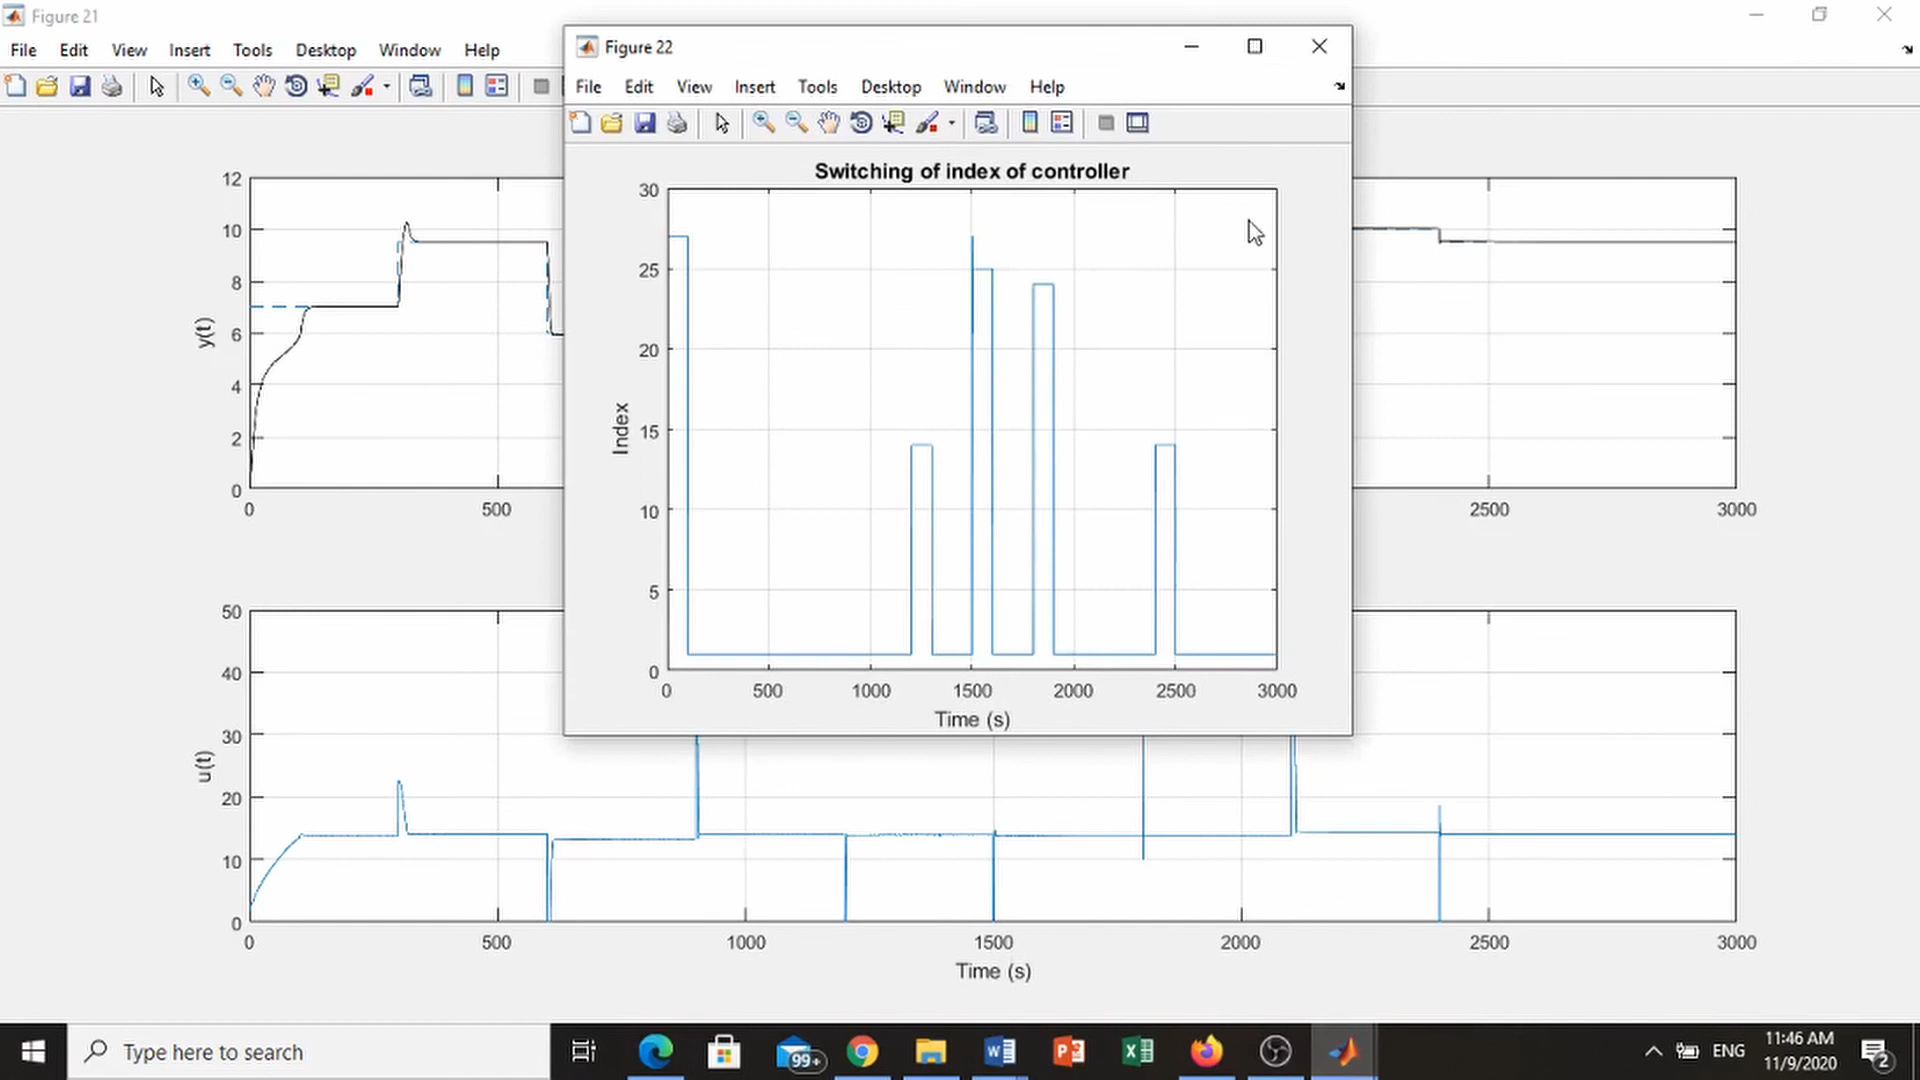 Figure 21
File Edit View Insert Tools Desktop Window Help
Figure 22
File Edit View Insert Tools Desktop Window Help
Switching of index of controller
30
25
20
15
10
5
0
Index
0 500 1000 1500 2000 2500 3000
Time (s)
12
10
8
6
4
2
0
y(t)
0 500 2500 3000
50
40
30
20
10
0
u(t)
0 500 1000 1500 2000 2500 3000
Time (s)
Type here to search
99+
ENG
11:46 AM
11/9/2020
2